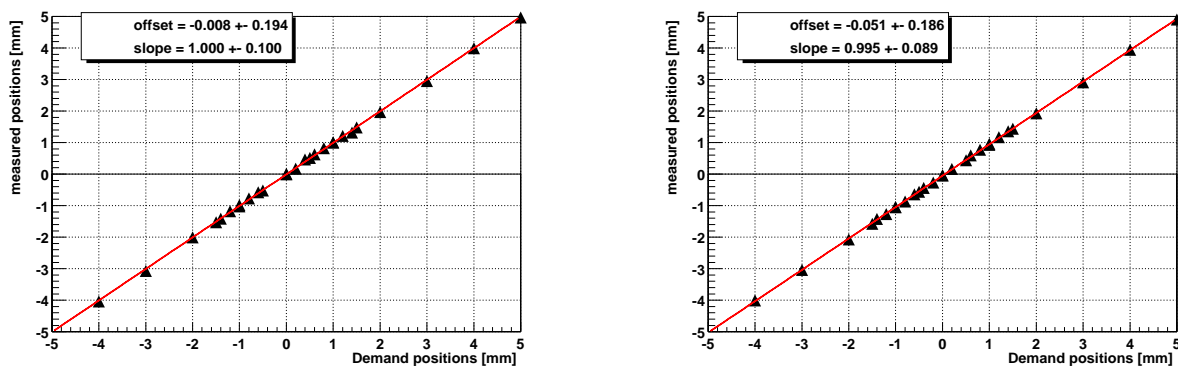 offset = -0.008 +- 0.194
slope = 1.000 +- 0.100
measured positions [mm]
5
4
3
2
1
0
-1
-2
-3
-4
-5
-5 -4 -3 -2 -1 0 1 2 3 4 5
Demand positions [mm]
offset = -0.051 +- 0.186
slope = 0.995 +- 0.089
measured positions [mm]
5
4
3
2
1
0
-1
-2
-3
-4
-5
-5 -4 -3 -2 -1 0 1 2 3 4 5
Demand positions [mm]